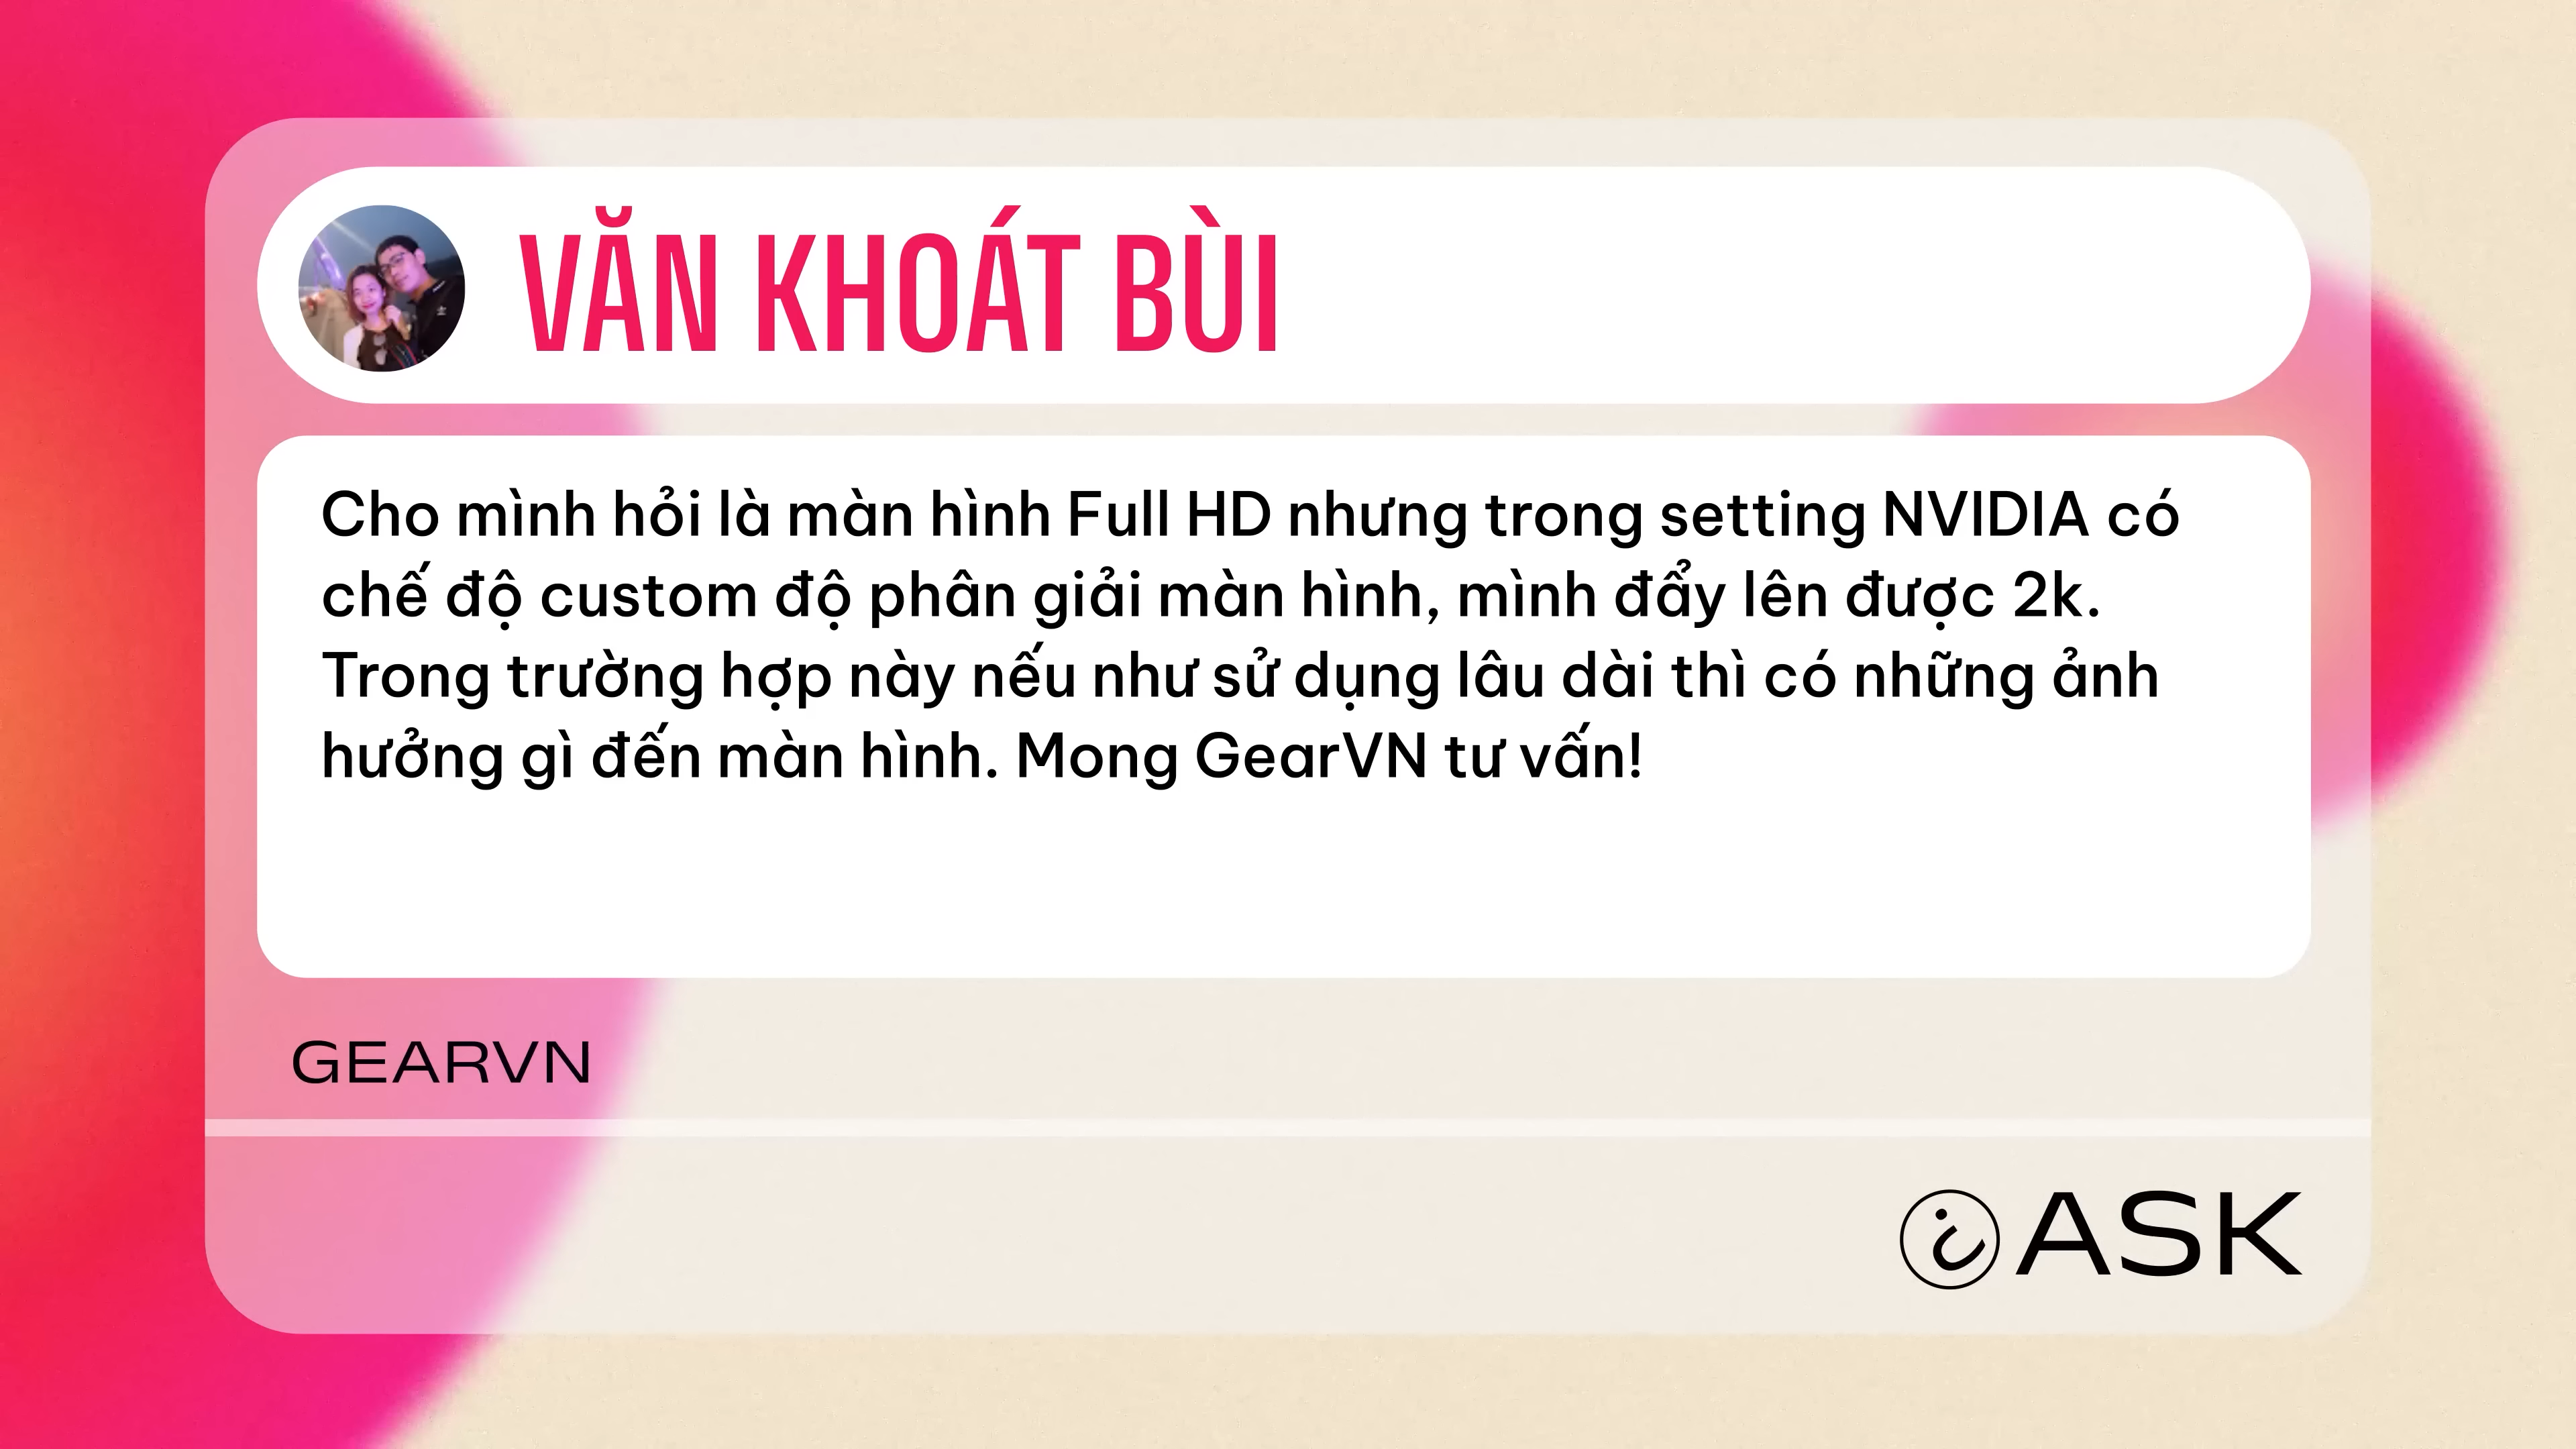 VĂN KHOÁT BÙI
Cho mình hỏi là màn hình Full HD nhưng trong setting NVIDIA có
chế độ custom độ phân giải màn hình, mình đẩy lên được 2k.
Trong trường hợp này nếu như sử dụng lâu dài thì có những ảnh
hưởng gì đến màn hình. Mong GearVN tư vấn!
GEARVN
ASK